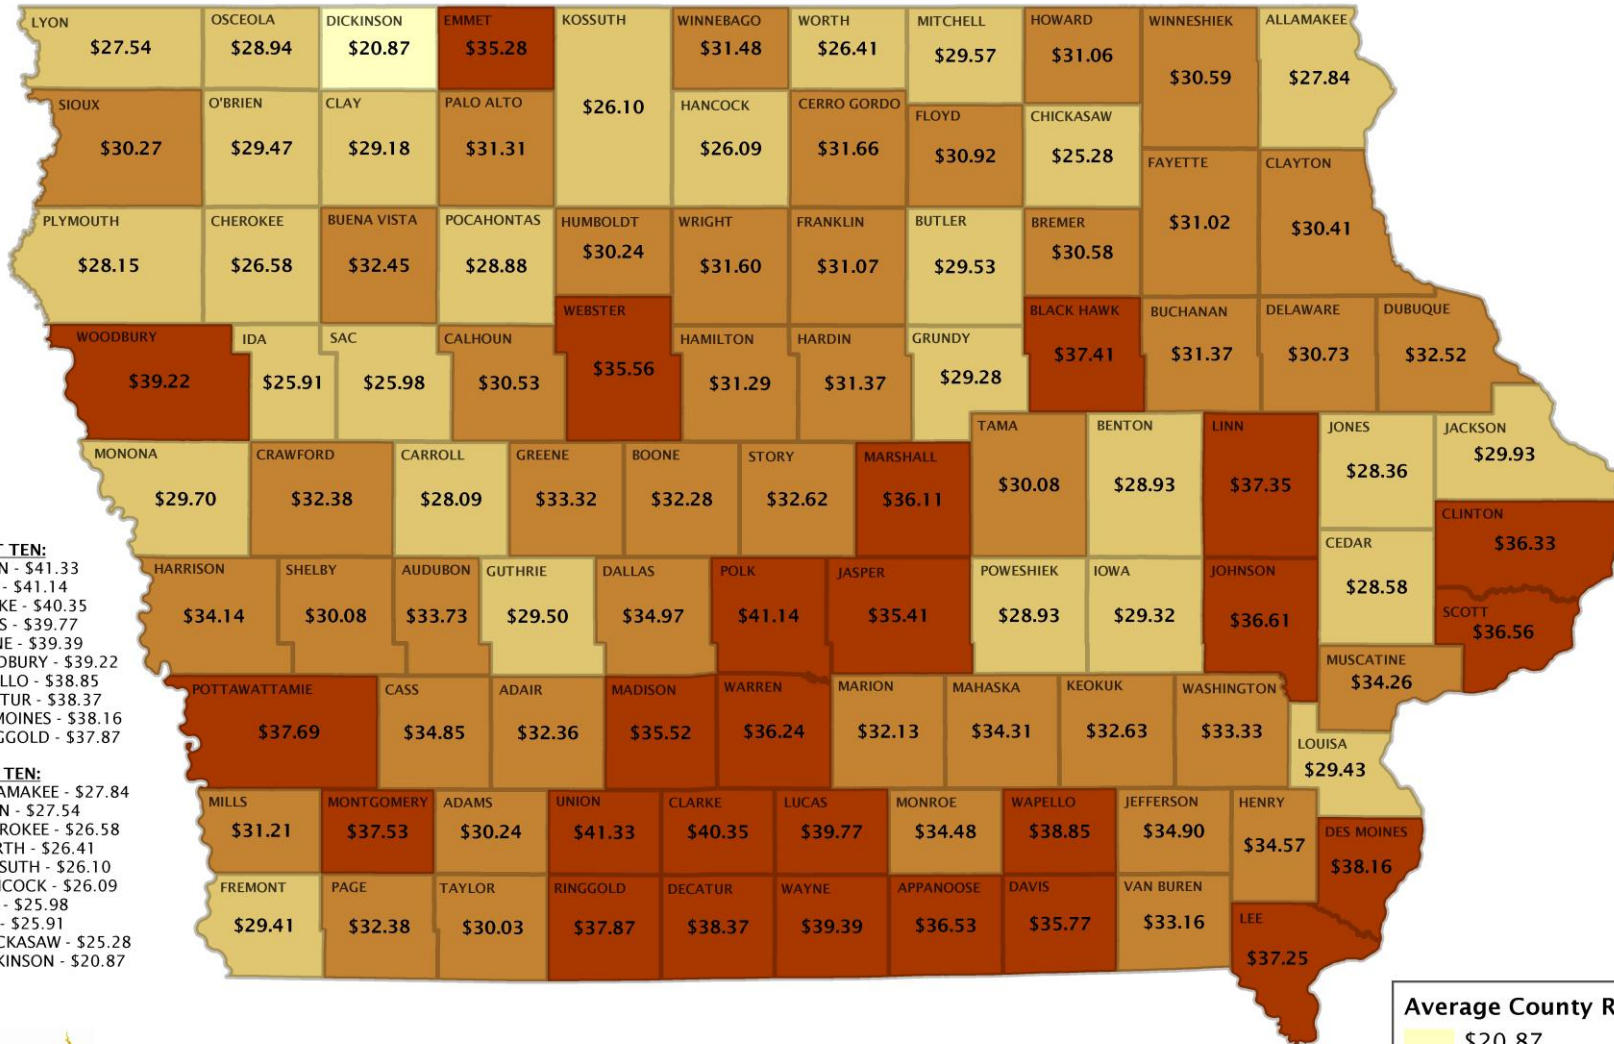 LYON
$27.54
OSCEOLA
$28.94
DICKINSON
$20.87
EMMET
$35.28
KOSSUTH
$26.10
WINNEBAGO
$31.48
WORTH
$26.41
MITCHELL
$29.57
HOWARD
$31.06
WINNESHIEK
$30.59
ALLAMAKEE
$27.84
SIOUX
$30.27
O'BRIEN
$29.47
CLAY
$29.18
PALO ALTO
$31.31
HANCOCK
$26.09
CERRO GORDO
$31.66
FLOYD
$30.92
CHICKASAW
$25.28
FAYETTE
$31.02
CLAYTON
$30.41
PLYMOUTH
$28.15
CHEROKEE
$26.58
BUENA VISTA
$32.45
POCAHONTAS
$28.88
HUMBOLDT
$30.24
WRIGHT
$31.60
FRANKLIN
$31.07
BUTLER
$29.53
BREMER
$30.58
WOODBURY
$39.22
IDA
$25.91
SAC
$25.98
CALHOUN
$30.53
WEBSTER
$35.56
HAMILTON
$31.29
HARDIN
$31.37
GRUNDY
$29.28
BLACK HAWK
$37.41
BUCHANAN
$31.37
DELAWARE
$30.73
DUBUQUE
$32.52
MONONA
$29.70
CRAWFORD
$32.38
CARROLL
$28.09
GREENE
$33.32
BOONE
$32.28
STORY
$32.62
MARSHALL
$36.11
TAMA
$30.08
BENTON
$28.93
LINN
$37.35
JONES
$28.36
JACKSON
$29.93
CLINTON
$36.33
CEDAR
$28.58
SCOTT
$36.56
HARRISON
$34.14
SHELBY
$30.08
AUDUBON
$33.73
GUTHRIE
$29.50
DALLAS
$34.97
POLK
$41.14
JASPER
$35.41
POWESHIEK
$28.93
IOWA
$29.32
JOHNSON
$36.61
MUSCATINE
$34.26
POTTAWATTAMIE
$37.69
CASS
$34.85
ADAIR
$32.36
MADISON
$35.52
WARREN
$36.24
MARION
$32.13
MAHASKA
$34.31
KEOKUK
$32.63
WASHINGTON
$33.33
LOUISA
$29.43
MILLS
$31.21
MONTGOMERY
$37.53
ADAMS
$30.24
UNION
$41.33
CLARKE
$40.35
LUCAS
$39.77
MONROE
$34.48
WAPELLO
$38.85
JEFFERSON
$34.90
HENRY
$34.57
DES MOINES
$38.16
FREMONT
$29.41
PAGE
$32.38
TAYLOR
$30.03
RINGGOLD
$37.87
DECATUR
$38.37
WAYNE
$39.39
APPANOOSE
$36.53
DAVIS
$35.77
VAN BUREN
$33.16
LEE
$37.25
T TEN:
N - $41.33
- $41.14
KE - $40.35
S - $39.77
NE - $39.39
DBURY - $39.22
LLO - $38.85
TUR - $38.37
MOINES - $38.16
GGOLD - $37.87
TEN:
AMAKEE - $27.84
N - $27.54
ROKEE - $26.58
RTH - $26.41
SUTH - $26.10
COCK - $26.09
- $25.98
- $25.91
CKASAW - $25.28
KINSON - $20.87
Average County R
$20.87